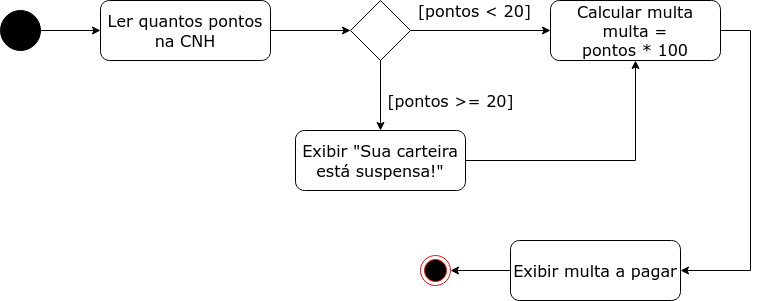 Ler quantos pontos
na CNH
[pontos < 20]
Calcular multa
multa =
pontos * 100
[pontos >= 20]
Exibir "Sua carteira
está suspensa!"
Exibir multa a pagar